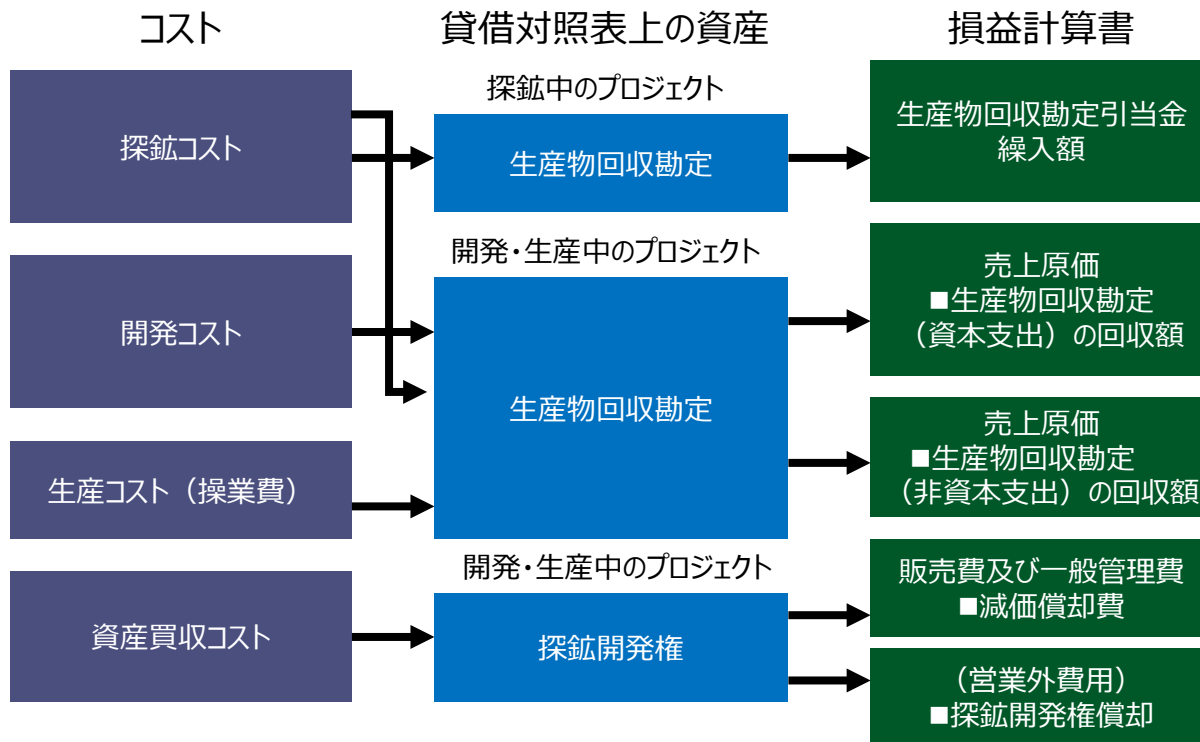 コスト
貸借対照表上の資産
損益計算書
探鉱コスト
開発コスト
生産コスト（操業費）
資産買収コスト
探鉱中のプロジェクト
生産物回収勘定
開発・生産中のプロジェクト
生産物回収勘定
開発・生産中のプロジェクト
探鉱開発権
生産物回収勘定引当金
繰入額
売上原価
■生産物回収勘定
（資本支出）の回収額
売上原価
■生産物回収勘定
（非資本支出）の回収額
販売費及び一般管理費
■減価償却費
（営業外費用）
■探鉱開発権償却